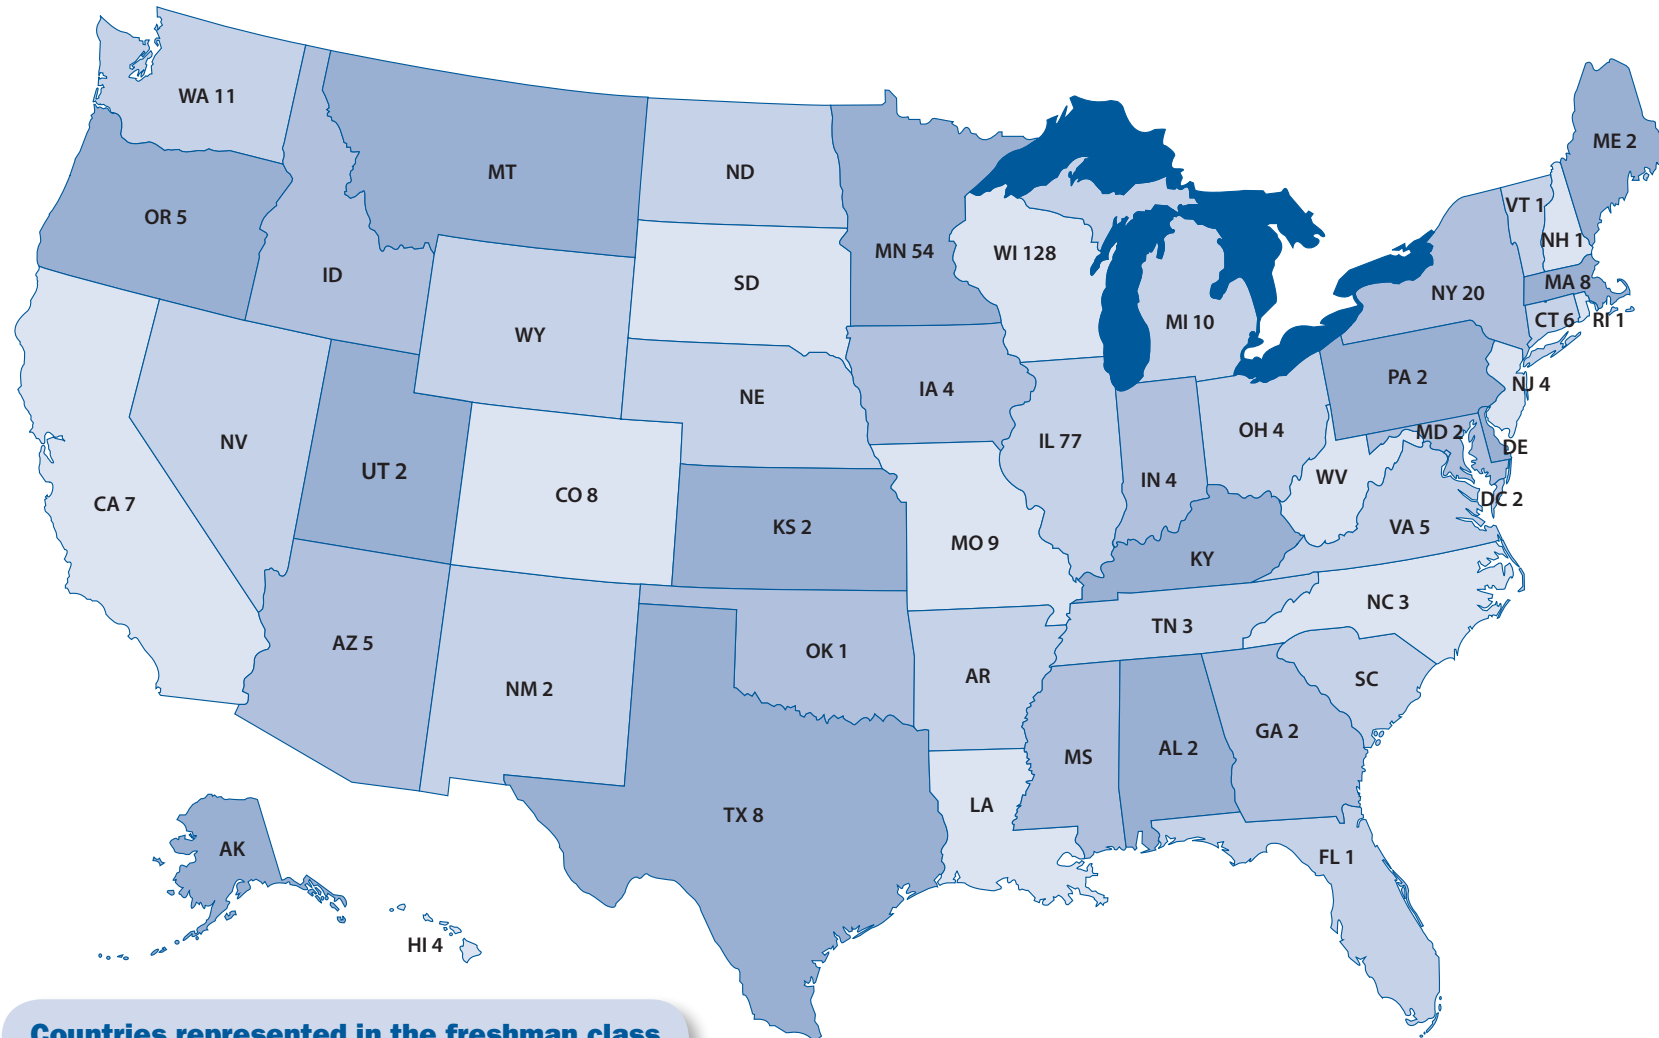 WA 11
ME 2
MT
ND
VT 1
OR 5
NH 1
MN 54
WI 128
ID
SD
MA 8
NY 20
MI 10
CT 6
RI 1
WY
PA 2
NJ 4
IA 4
NE
OH 4
MD 2
NV
IL 77
DE
UT 2
WV
IN 4
CO 8
DC 2
CA 7
KS 2
VA 5
MO 9
KY
NC 3
TN 3
AZ 5
OK 1
AR
SC
NM 2
GA 2
AL 2
MS
LA
TX 8
AK
FL 1
HI 4
Countries represented in the freshman class